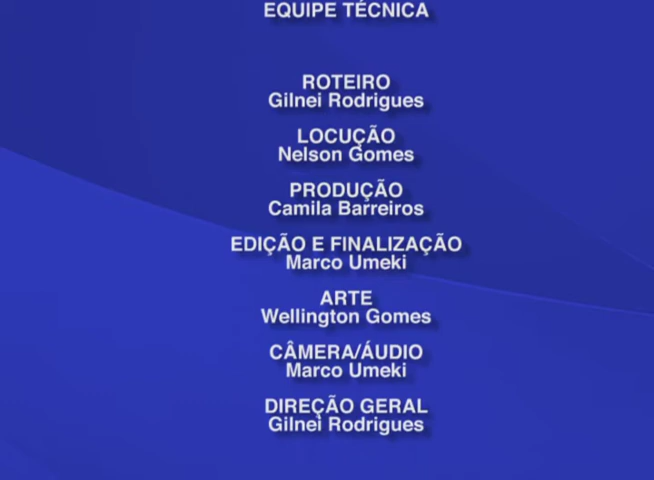 EQUIPE TÉCNICA
ROTEIRO
Gilnei Rodrigues
LOCUÇÃO
Nelson Gomes
PRODUÇÃO
Camila Barreiros
EDIÇÃO E FINALIZAÇÃO
Marco Umeki
ARTE
Wellington Gomes
CÂMERA/ÁUDIO
Marco Umeki
DIREÇÃO GERAL
Gilnei Rodrigues